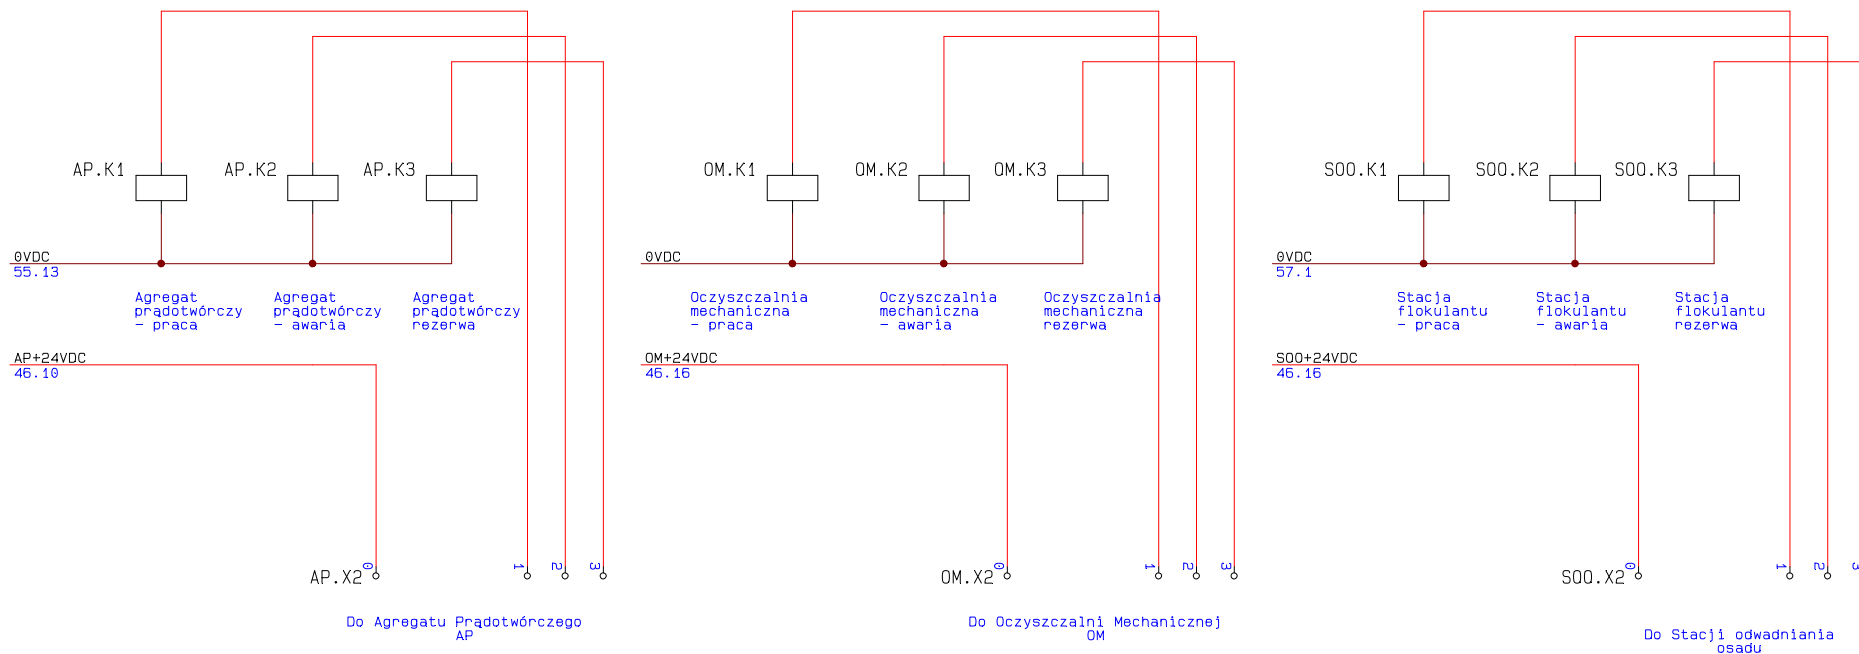 AP.K1
AP.K2
AP.K3
0VDC
55.13
Agregat
prądotwórczy
- praca
Agregat
prądotwórczy
- awaria
Agregat
prądotwórczy
rezerwa
AP+24VDC
46.10
AP.X2
0
1
2
3
Do Agregatu Prądotwórczego
AP
OM.K1
OM.K2
OM.K3
0VDC
Oczyszczalnia
mechaniczna
- praca
Oczyszczalnia
mechaniczna
- awaria
Oczyszczalnia
mechaniczna
rezerwa
OM+24VDC
46.16
OM.X2
0
1
2
3
Do Oczyszczalni Mechanicznej
OM
SOO.K1
SOO.K2
SOO.K3
0VDC
57.1
Stacja
flokulantu
- praca
Stacja
flokulantu
- awaria
Stacja
flokulantu
rezerwa
SOO+24VDC
46.16
SOO.X2
0
1
2
3
Do Stacji odwadniania
osadu